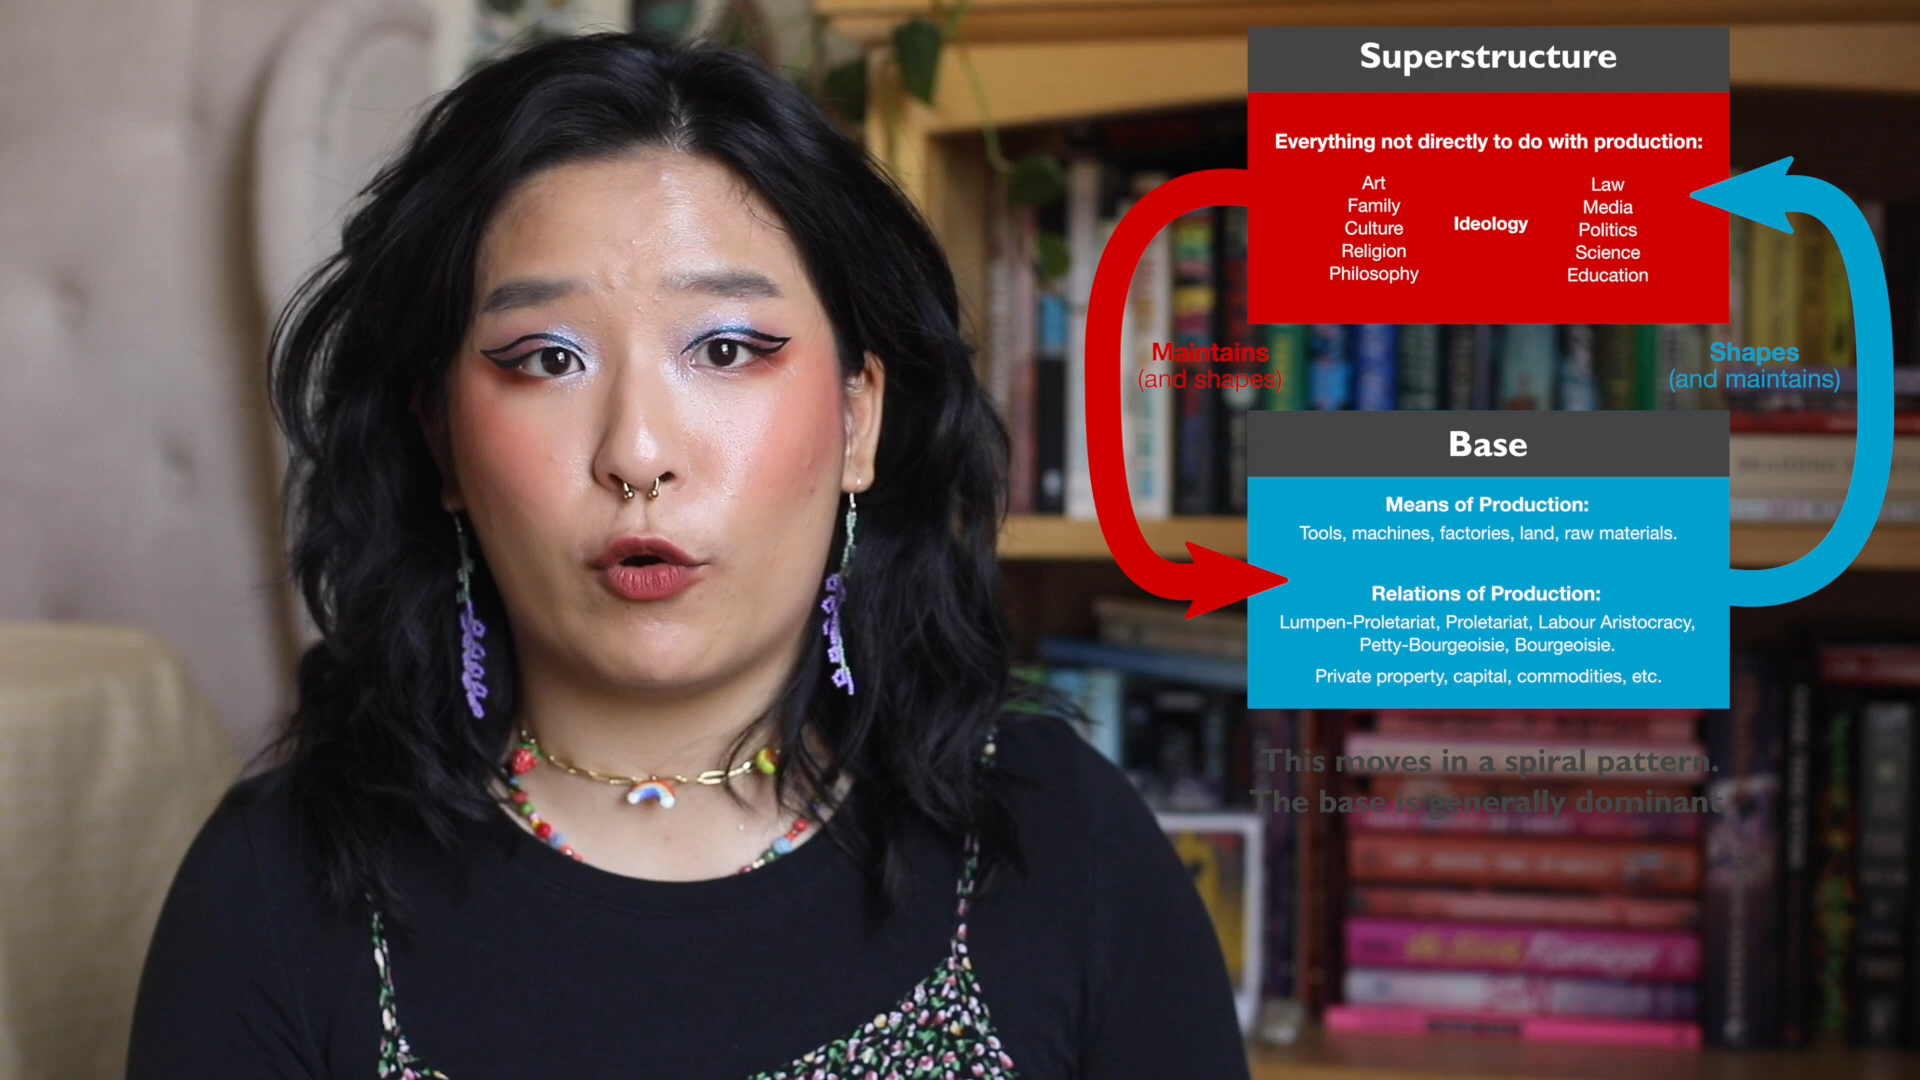 Superstructure
Everything not directly to do with production:
Art
Family
Culture
Religion
Philosophy
Ideology
Law
Media
Politics
Science
Education
Maintains
(and shapes)
Shapes
(and maintains)
Base
Means of Production:
Tools, machines, factories, land, raw materials.
Relations of Production:
Lumpen-Proletariat, Proletariat, Labour Aristocracy,
Petty-Bourgeoisie, Bourgeoisie.
Private property, capital, commodities, etc.
This moves in a spiral pattern.
The base is generally dominant